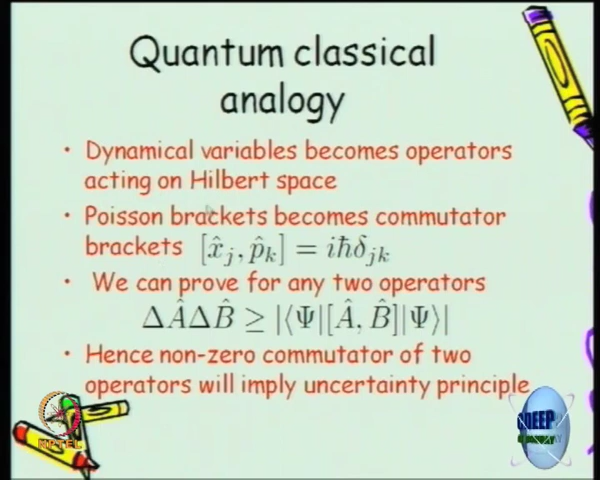 Quantum classical
analogy
• Dynamical variables becomes operators
acting on Hilbert space
• Poisson brackets becomes commutator
brackets [x̂_j, p̂_k] = iħδ_jk
• We can prove for any two operators
ΔÂΔB̂ ≥ |⟨Ψ|[Â, B̂]|Ψ⟩|
• Hence non-zero commutator of two
operators will imply uncertainty principle
NPTEL
CDEEP